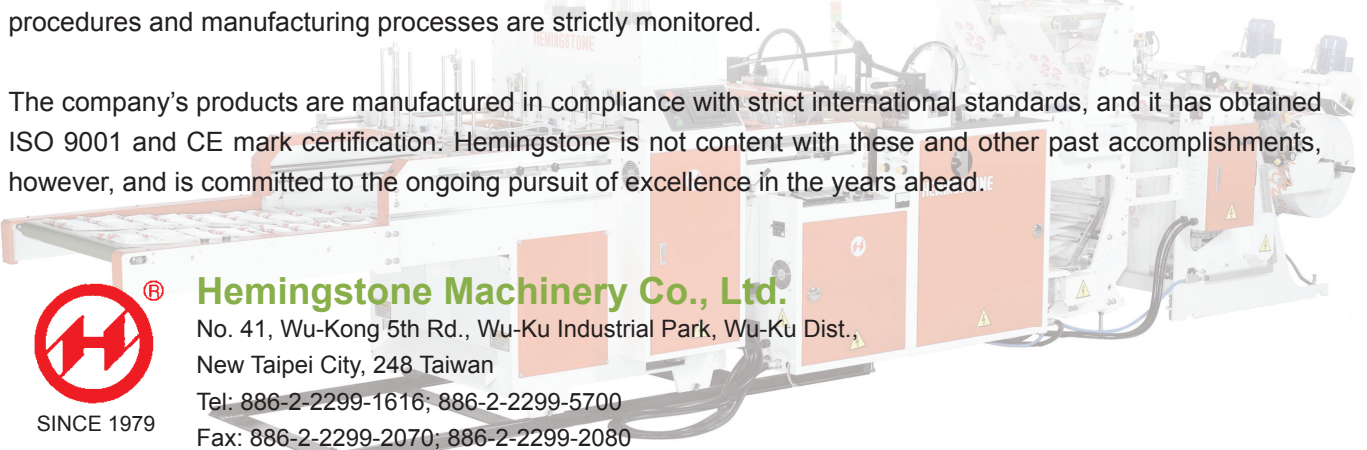 procedures and manufacturing processes are strictly monitored.
The company's products are manufactured in compliance with strict international standards, and it has obtained
ISO 9001 and CE mark certification. Hemingstone is not content with these and other past accomplishments,
however, and is committed to the ongoing pursuit of excellence in the years ahead.
HEMINGSTONE
HEMINGSTONE
H
®
Hemingstone Machinery Co., Ltd.
No. 41, Wu-Kong 5th Rd., Wu-Ku Industrial Park, Wu-Ku Dist.,
New Taipei City, 248 Taiwan
Tel: 886-2-2299-1616; 886-2-2299-5700
Fax: 886-2-2299-2070; 886-2-2299-2080
SINCE 1979